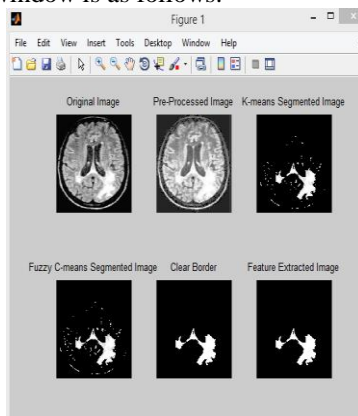 window is as follows:
Figure 1
File Edit View Insert Tools Desktop Window Help
Original Image Pre-Processed Image K-means Segmented Image
Fuzzy C-means Segmented Image Clear Border Feature Extracted Image